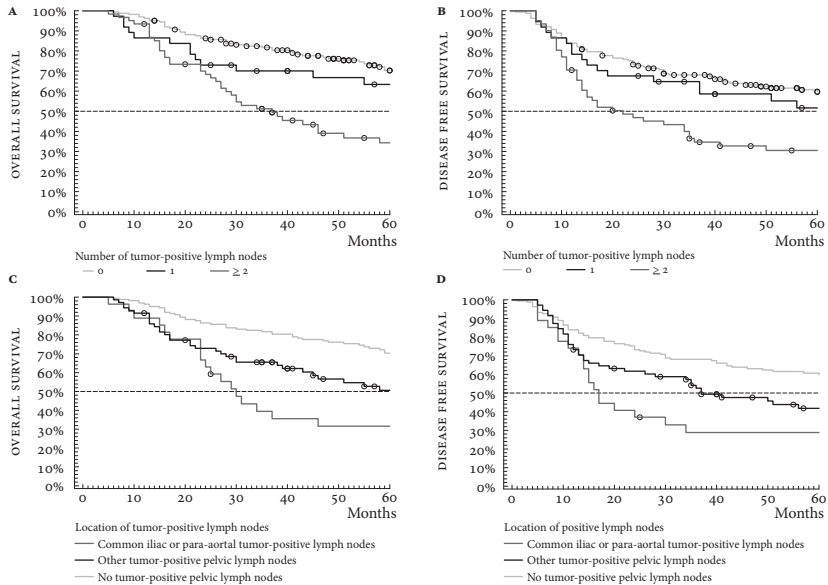 A
OVERALL SURVIVAL
100%
90%
80%
70%
60%
50%
40%
30%
20%
10%
0%
0 10 20 30 40 50 60
Months
Number of tumor-positive lymph nodes
0 1 ≥ 2
B
DISEASE FREE SURVIVAL
100%
90%
80%
70%
60%
50%
40%
30%
20%
10%
0%
0 10 20 30 40 50 60
Months
Number of tumor-positive lymph nodes
0 1 ≥ 2
C
OVERALL SURVIVAL
100%
90%
80%
70%
60%
50%
40%
30%
20%
10%
0%
0 10 20 30 40 50 60
Months
Location of tumor-positive lymph nodes
Common iliac or para-aortal tumor-positive lymph nodes
Other tumor-positive pelvic lymph nodes
No tumor-positive pelvic lymph nodes
D
DISEASE FREE SURVIVAL
100%
90%
80%
70%
60%
50%
40%
30%
20%
10%
0%
0 10 20 30 40 50 60
Months
Location of positive lymph nodes
Common iliac or para-aortal tumor-positive lymph nodes
Other tumor-positive pelvic lymph nodes
No tumor-positive pelvic lymph nodes